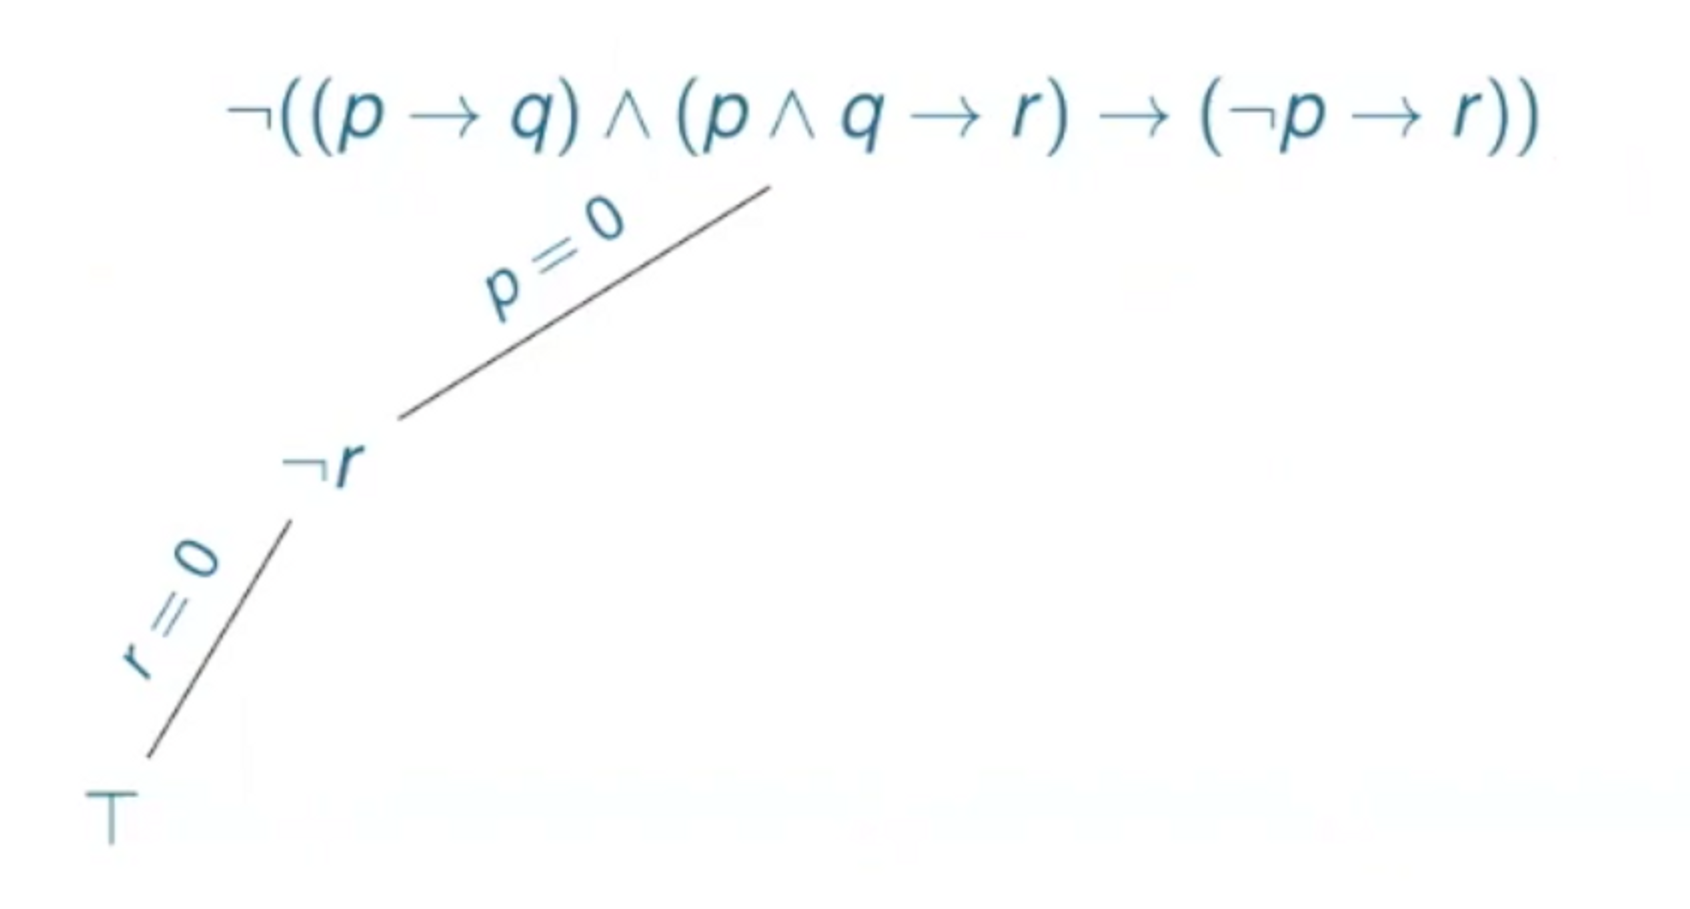 ¬((p → q) ∧ (p ∧ q → r) → (¬p → r))
p = 0
¬r
r = 0
⊤